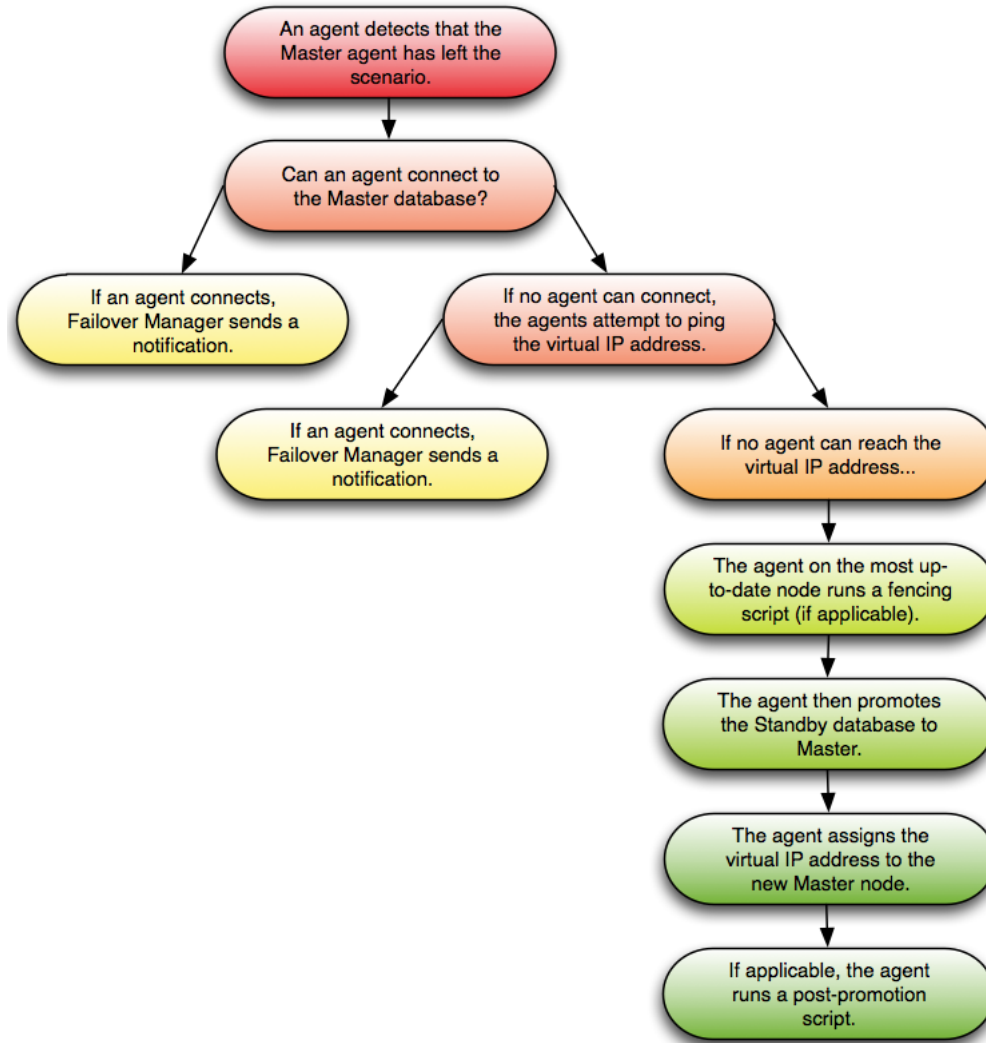 An agent detects that the
Master agent has left the
scenario.
Can an agent connect to
the Master database?
If an agent connects,
Failover Manager sends a
notification.
If no agent can connect,
the agents attempt to ping
the virtual IP address.
If an agent connects,
Failover Manager sends a
notification.
If no agent can reach the
virtual IP address...
The agent on the most up-
to-date node runs a fencing
script (if applicable).
The agent then promotes
the Standby database to
Master.
The agent assigns the
virtual IP address to the
new Master node.
If applicable, the agent
runs a post-promotion
script.